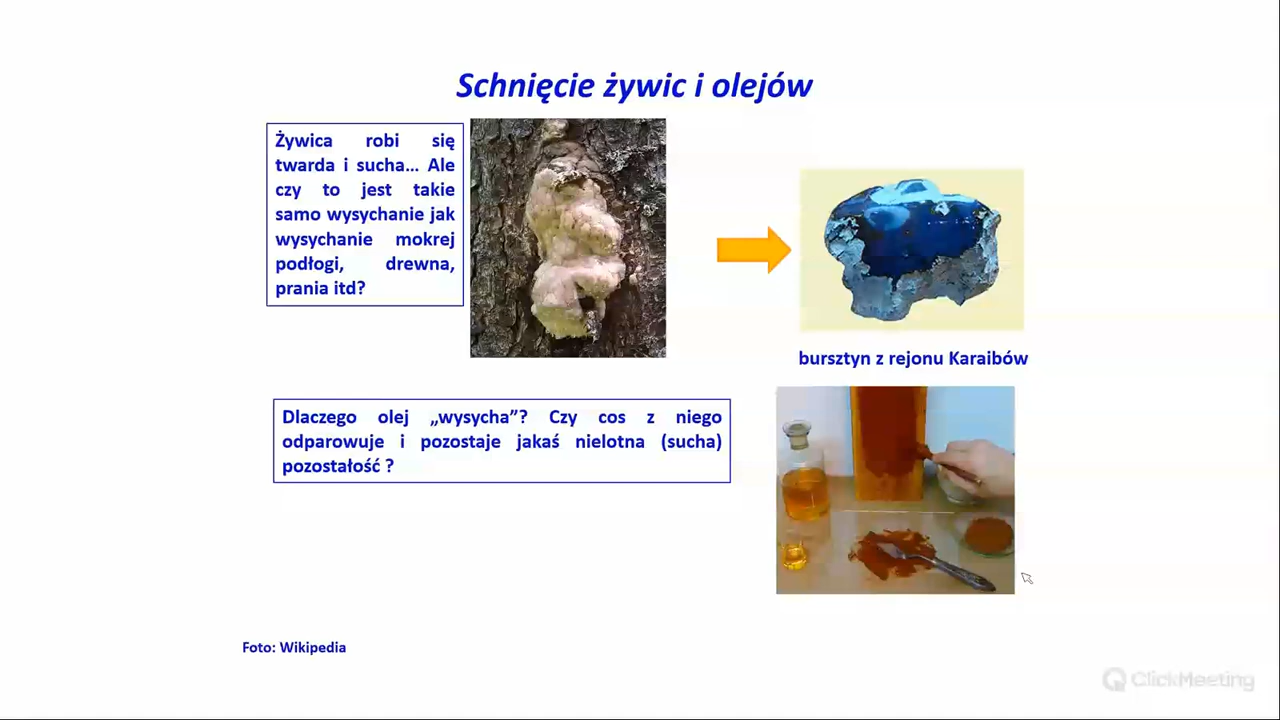 Schnięcie żywic i olejów
Żywica robi się
twarda i sucha... Ale
czy to jest takie
samo wysychanie jak
wysychanie mokrej
podłogi, drewna,
prania itd?
bursztyn z rejonu Karaibów
Dlaczego olej „wysycha”? Czy cos z niego
odparowuje i pozostaje jakaś nielotna (sucha)
pozostałość ?
Foto: Wikipedia
ClickMeeting